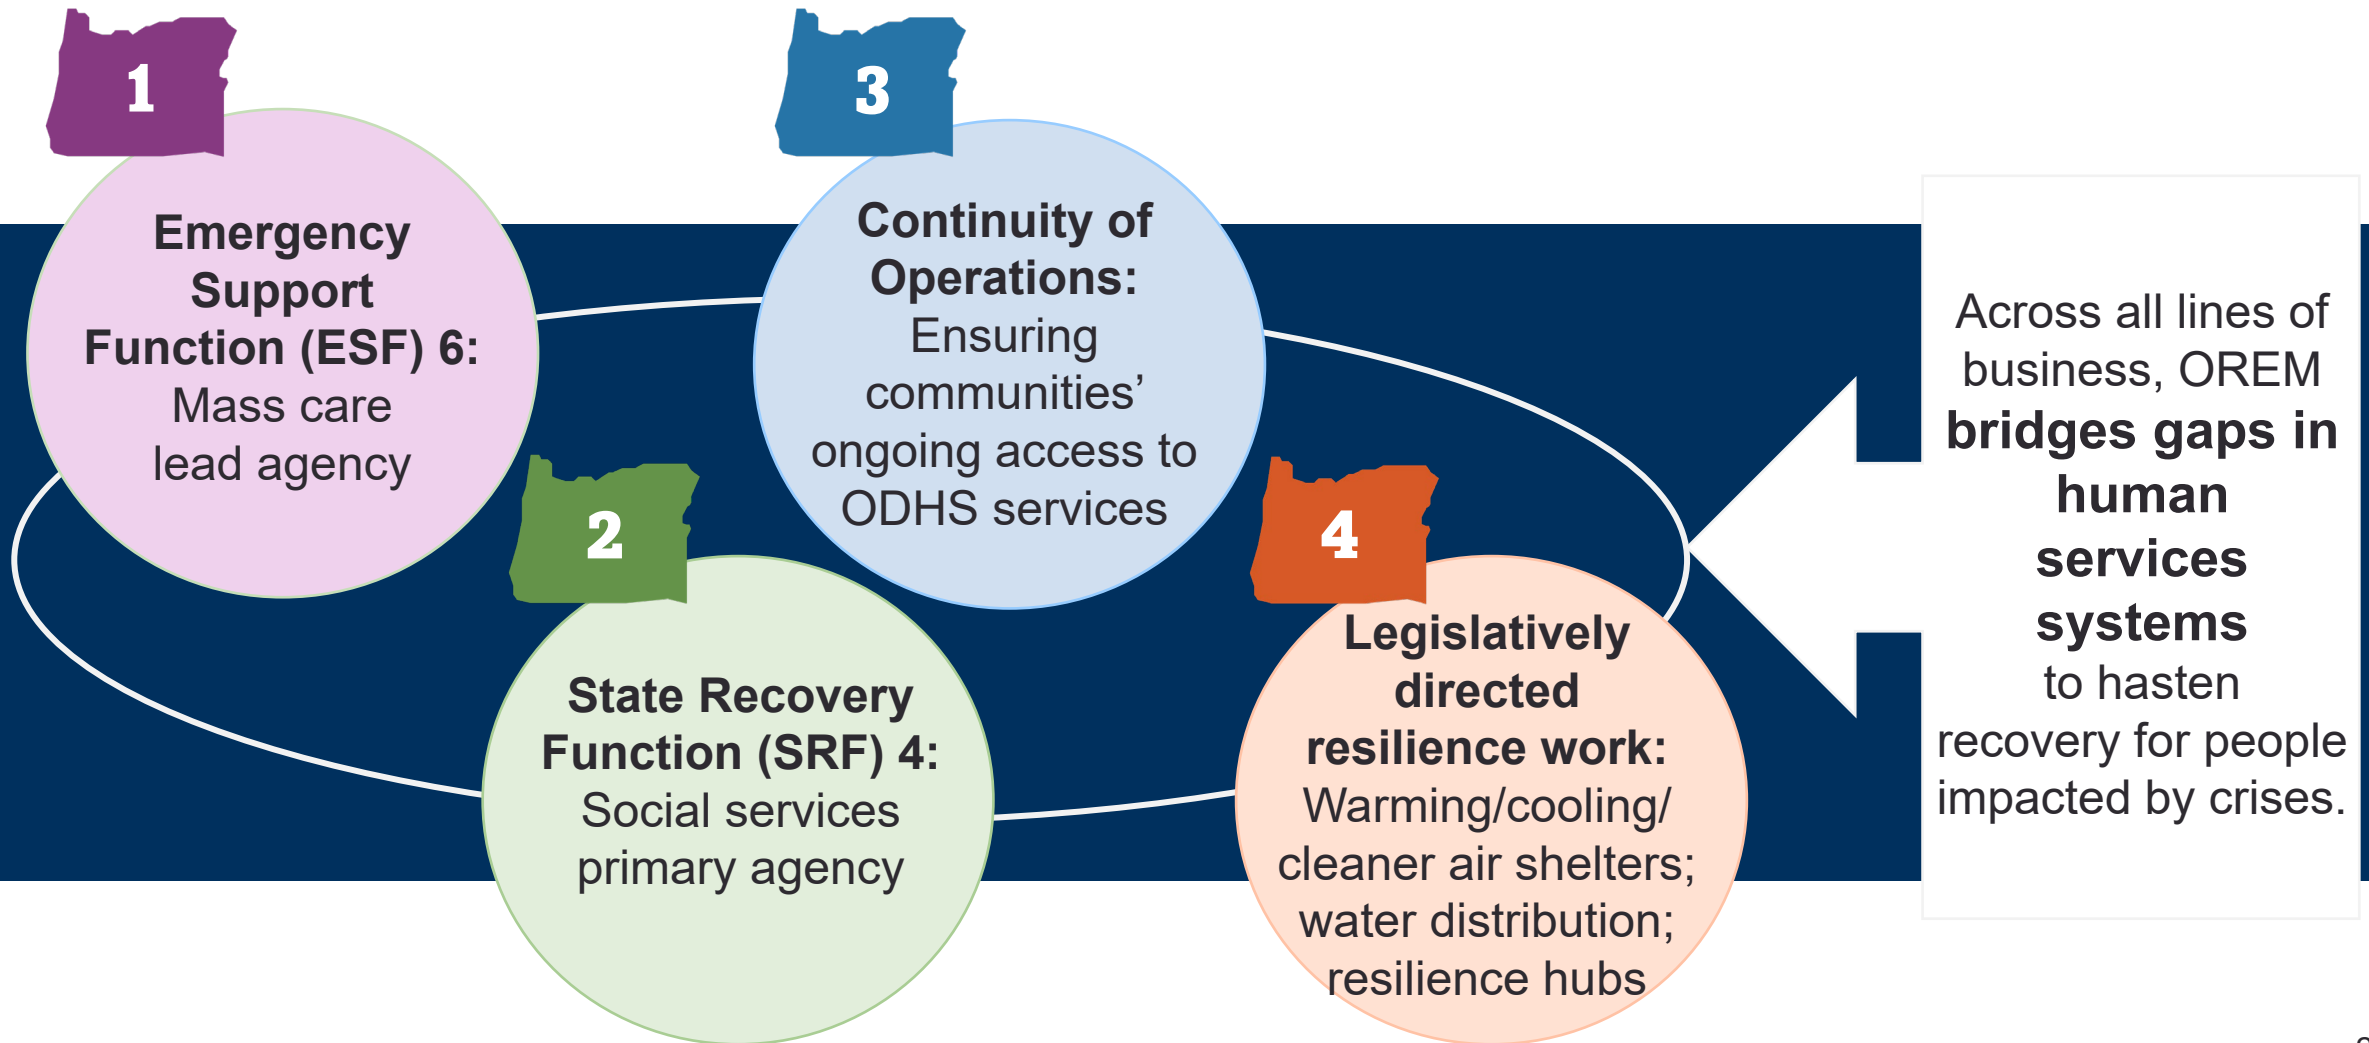 1
Emergency
Support
Function (ESF) 6:
Mass care
lead agency
2
State Recovery
Function (SRF) 4:
Social services
primary agency
3
Continuity of
Operations:
Ensuring
communities’
ongoing access to
ODHS services
4
Legislatively
directed
resilience work:
Warming/cooling/
cleaner air shelters;
water distribution;
resilience hubs
Across all lines of
business, OREM
bridges gaps in
human
services
systems
to hasten
recovery for people
impacted by crises.